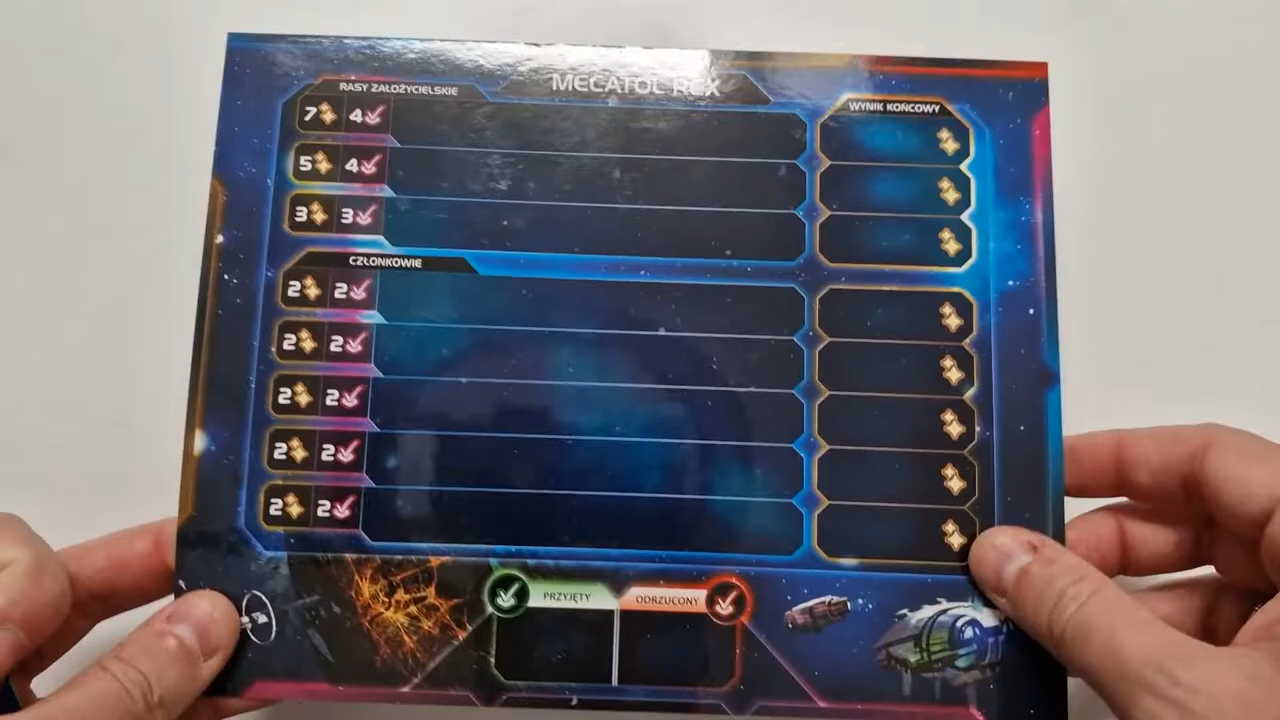 MECATOL REX
RASY ZAŁOŻYCIELSKIE
WYNIK KOŃCOWY
7 4
5 4
3 3
CZŁONKOWIE
2 2
2 2
2 2
2 2
2 2
PRZYJĘTY
ODRZUCONY